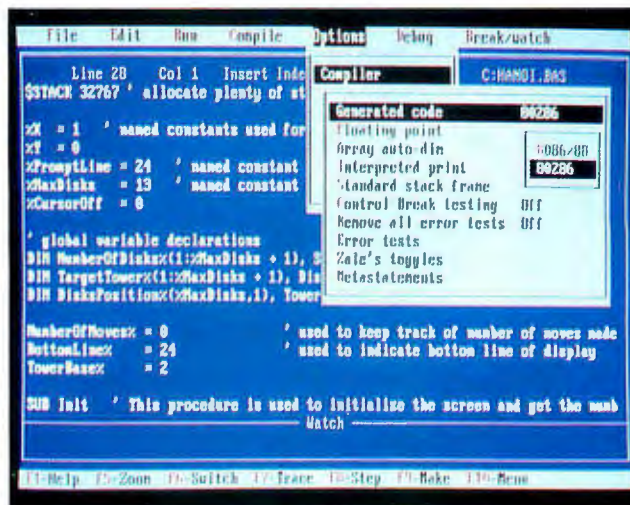 File Edit Run Compile Options Debug Break/watch
Line 28 Col 1 Insert Inde
C:HANOI.BAS
Compiler
$STACK 32767 ' allocate plenty of st
%X = 1 ' named constants used for
%Y = 0
%PromptLine = 24 ' named constant
%MaxDisks = 13 ' named constant
%CursorOff = 0
' global variable declarations
DIM NumberOfDisks%(1:%MaxDisks + 1), S
DIM TargetTower%(1:%MaxDisks + 1), Dis
DIM DisksPosition%(%MaxDisks,1), Tower
NumberOfMoves% = 0 ' used to keep track of number of moves made
BottomLine% = 24 ' used to indicate bottom line of display
TowerBase% = 2
SUB Init ' This procedure is used to initialize the screen and get the numb
Generated code 80286
Floating point
Array auto-dim
Interpreted print
Standard stack frame
Control Break testing Off
Remove all error tests Off
Error tests
Zale's toggles
Metastatements
8086/88
80286
Watch
F1-Help F5-Zoom F6-Switch F7-Trace F8-Step F9-Make F10-Menu